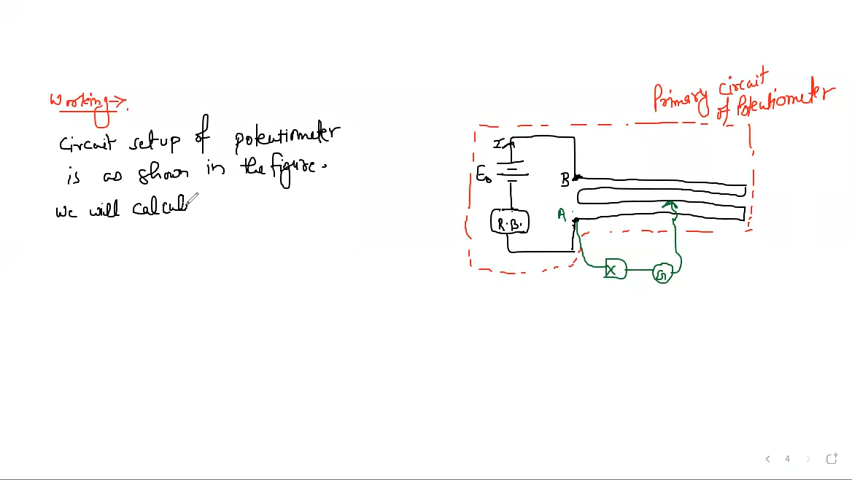 Working →.
Circuit setup of potentiometer
is as shown in the figure.
We will calcul
Primary circuit
of Potentiometer
I
E₀
R.B.
B
A
X
G
4